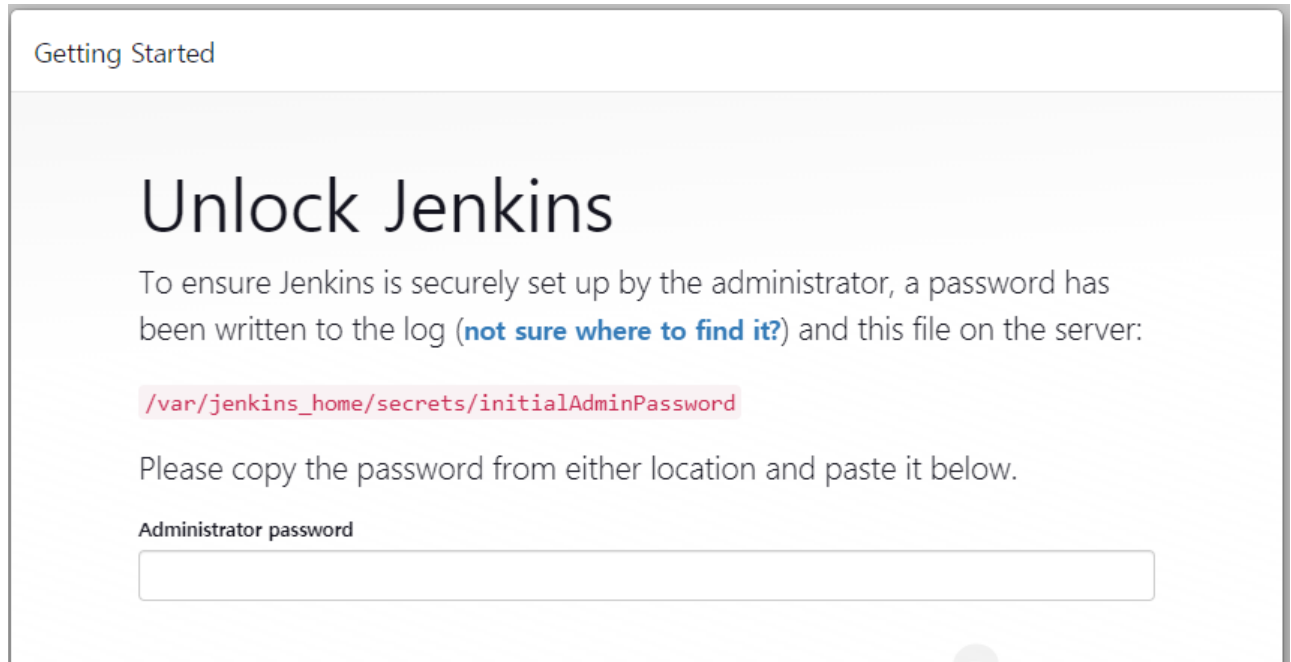 Getting Started
Unlock Jenkins
To ensure Jenkins is securely set up by the administrator, a password has
been written to the log (not sure where to find it?) and this file on the server:
/var/jenkins_home/secrets/initialAdminPassword
Please copy the password from either location and paste it below.
Administrator password